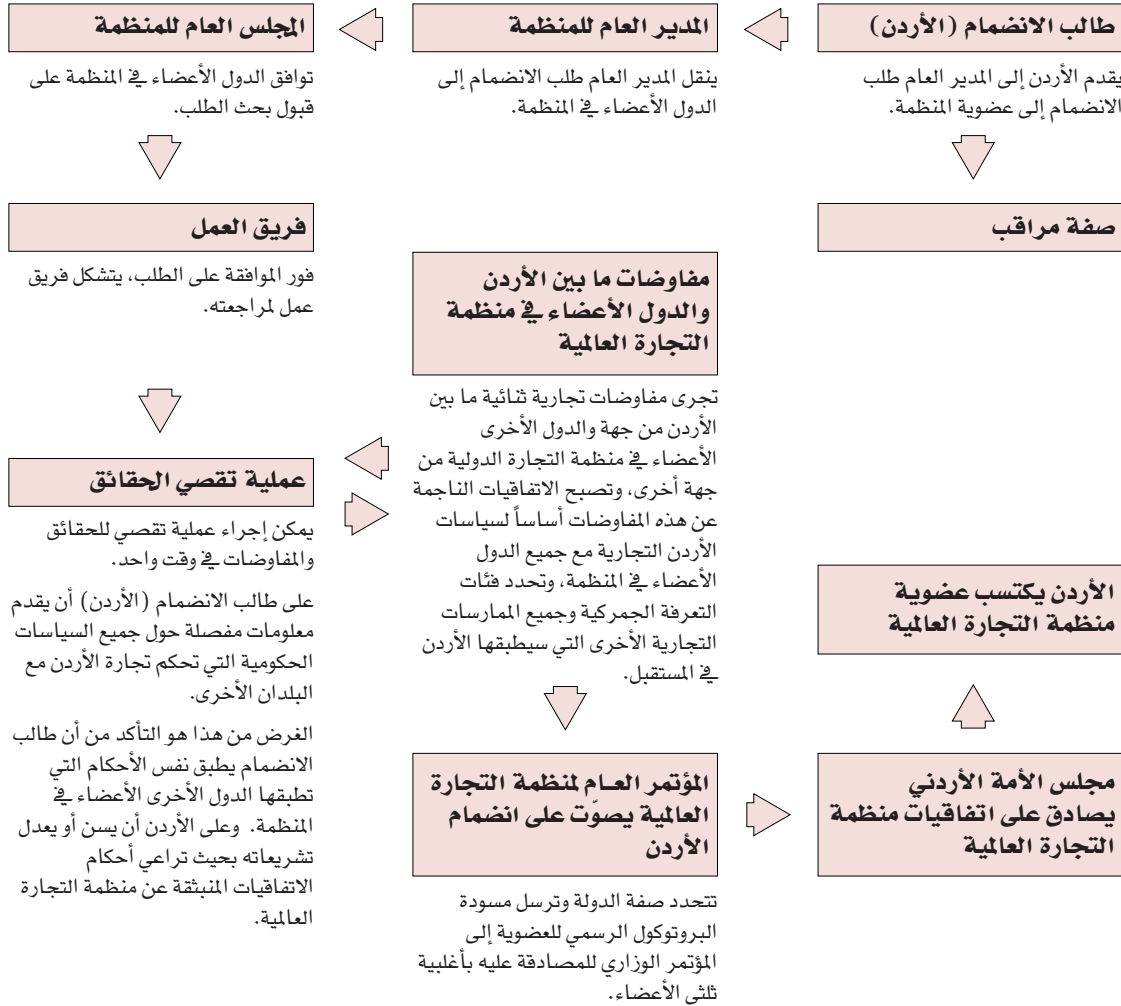 طالب الانضمام (الأردن)
يقدم الأردن إلى المدير العام طلب
الانضمام إلى عضوية المنظمة.
المدير العام للمنظمة
ينقل المدير العام طلب الانضمام إلى
الدول الأعضاء في المنظمة.
المجلس العام للمنظمة
توافق الدول الأعضاء في المنظمة على
قبول بحث الطلب.
صفة مراقب
فريق العمل
فور الموافقة على الطلب، يتشكل فريق
عمل لمراجعته.
عملية تقصي الحقائق
يمكن إجراء عملية تقصي للحقائق
والمفاوضات في وقت واحد.
على طالب الانضمام (الأردن) أن يقدم
معلومات مفصلة حول جميع السياسات
الحكومية التي تحكم تجارة الأردن مع
البلدان الأخرى.
الغرض من هذا هو التأكد من أن طالب
الانضمام يطبق نفس الأحكام التي
تطبقها الدول الأخرى الأعضاء في
المنظمة. وعلى الأردن أن يسن أو يعدل
تشريعاته بحيث تراعي أحكام
الاتفاقيات المنبثقة عن منظمة التجارة
العالمية.
مفاوضات ما بين الأردن
والدول الأعضاء في منظمة
التجارة العالمية
تجرى مفاوضات تجارية ثنائية ما بين
الأردن من جهة والدول الأخرى
الأعضاء في منظمة التجارة الدولية من
جهة أخرى، وتصبح الاتفاقيات الناجمة
عن هذه المفاوضات أساساً لسياسات
الأردن التجارية مع جميع الدول
الأعضاء في المنظمة، وتحدد فئات
التعرفة الجمركية وجميع الممارسات
التجارية الأخرى التي سيطبقها الأردن
في المستقبل.
المؤتمر العـام لمنظمة التجارة
العالمية يصوّت على انضمام
الأردن
تتحدد صفة الدولة وترسل مسودة
البروتوكول الرسمي للعضوية إلى
المؤتمر الوزاري للمصادقة عليه بأغلبية
ثلثي الأعضاء.
مجلس الأمة الأردني
يصادق على اتفاقيات منظمة
التجارة العالمية
الأردن يكتسب عضوية
منظمة التجارة العالمية